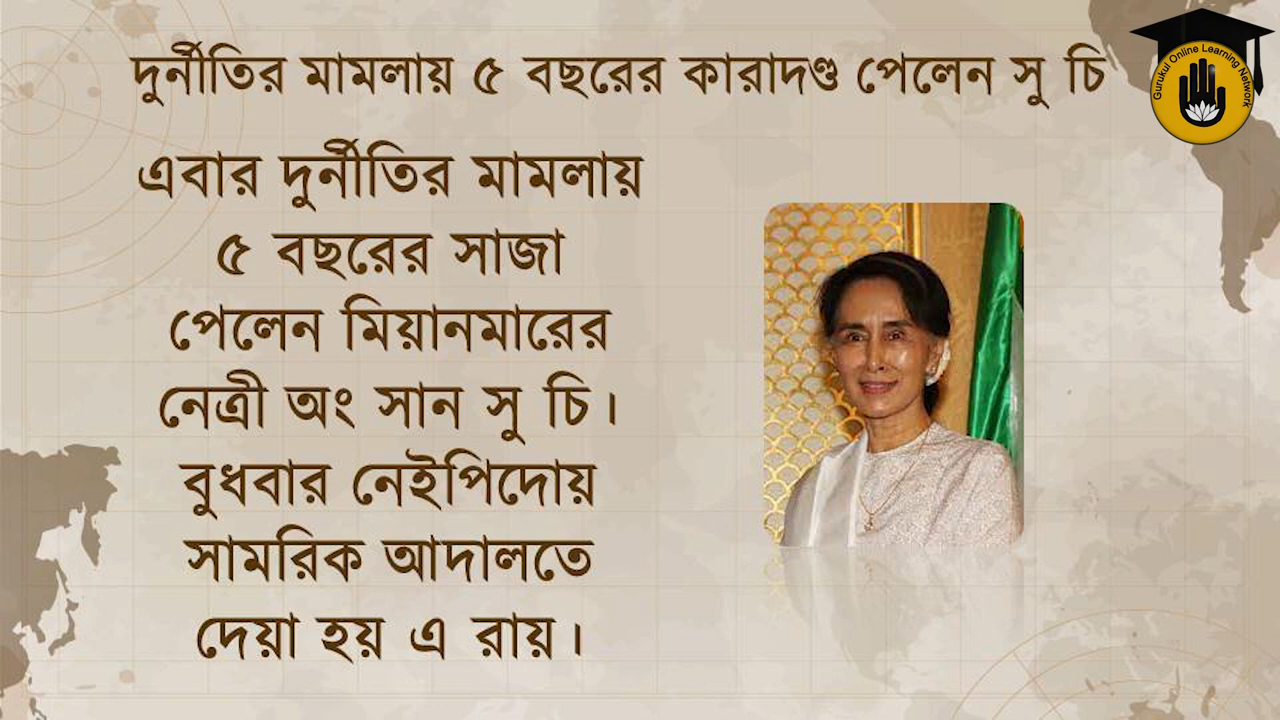 দুর্নীতির মামলায় ৫ বছরের কারাদণ্ড পেলেন সু চি
এবার দুর্নীতির মামলায়
৫ বছরের সাজা
পেলেন মিয়ানমারের
নেত্রী অং সান সু চি।
বুধবার নেইপিদোয়
সামরিক আদালতে
দেয়া হয় এ রায়।
Gurukul Online Learning Network